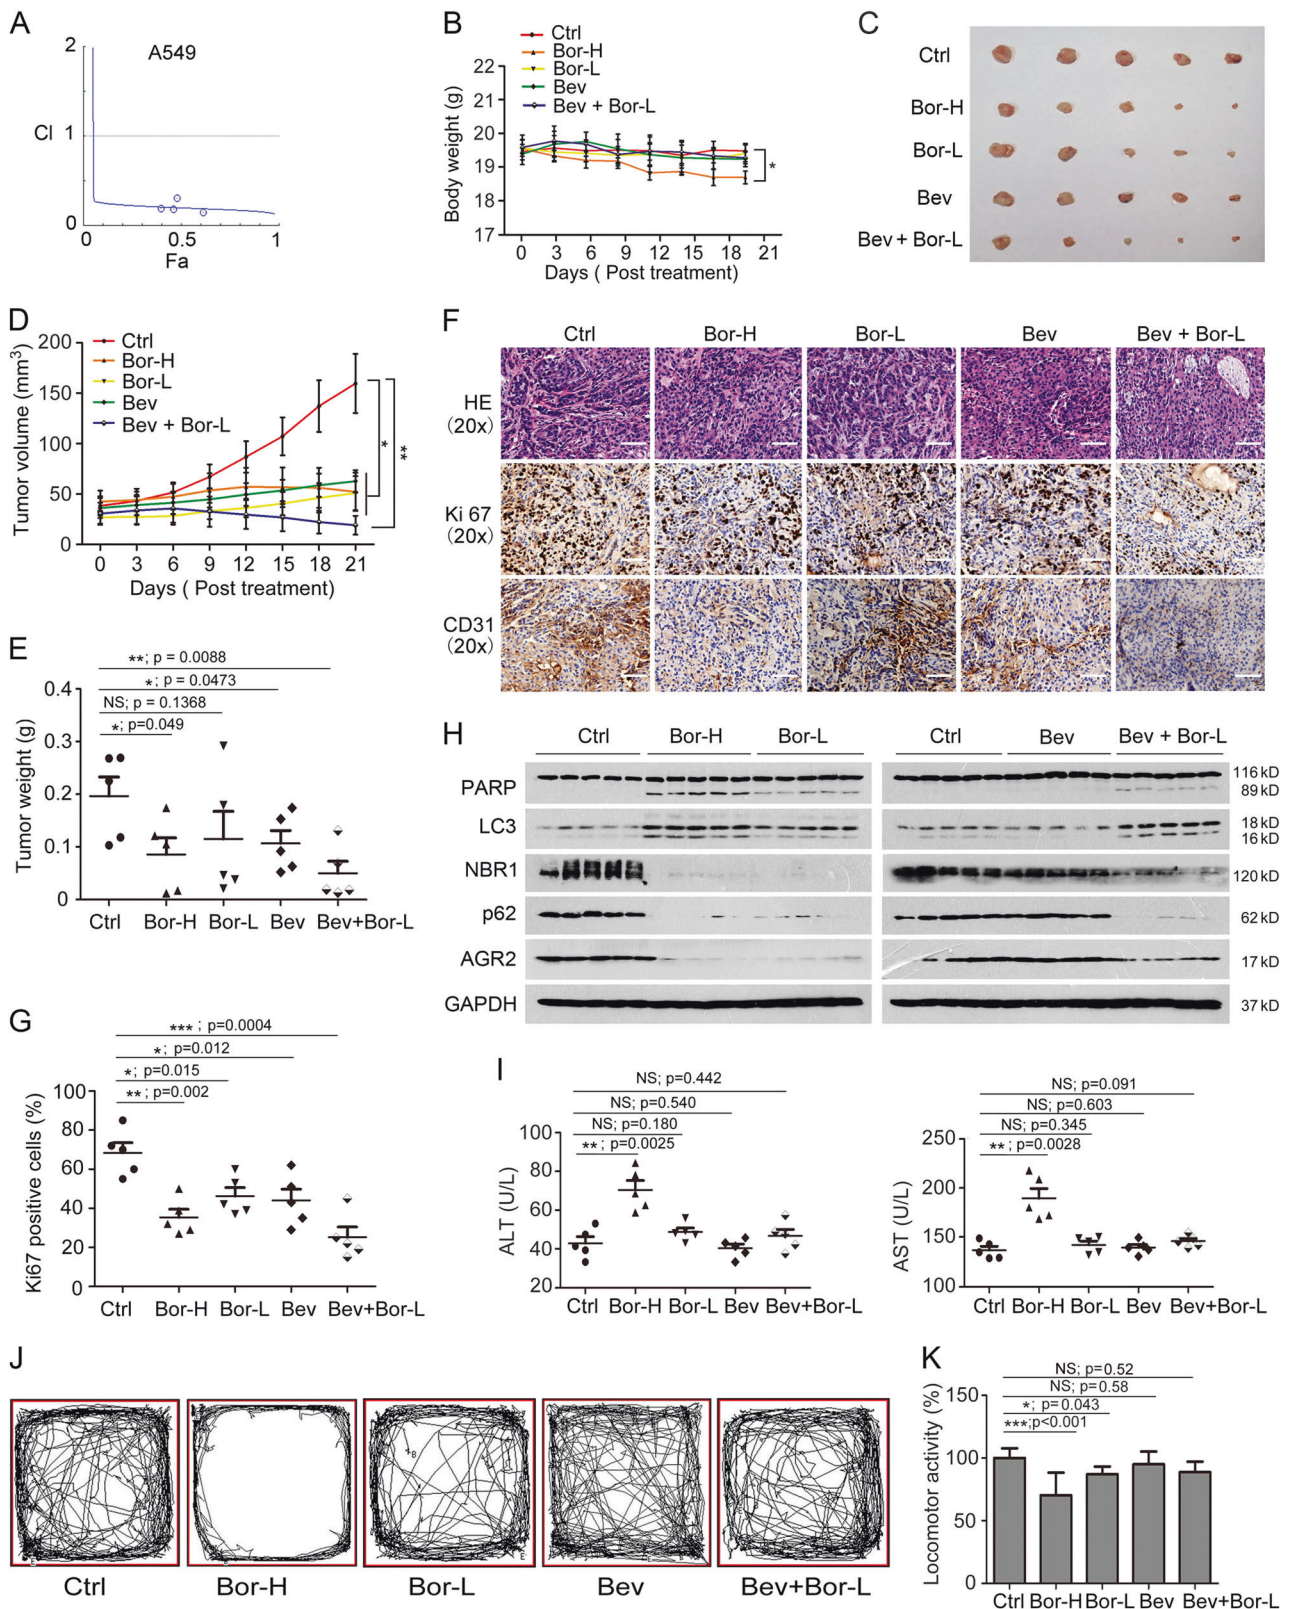 A
A549
2
1
0
CI
0
0.5
1
Fa
B
Ctrl
Bor-H
Bor-L
Bev
Bev + Bor-L
22
21
20
19
18
17
Body weight (g)
*
0 3 6 9 12 15 18 21
Days ( Post treatment)
C
Ctrl
Bor-H
Bor-L
Bev
Bev + Bor-L
D
Ctrl
Bor-H
Bor-L
Bev
Bev + Bor-L
200
150
100
50
0
Tumor volume (mm3)
*
**
0 3 6 9 12 15 18 21
Days ( Post treatment)
F
Ctrl Bor-H Bor-L Bev Bev + Bor-L
HE
(20x)
Ki 67
(20x)
CD31
(20x)
E
**; p = 0.0088
*; p = 0.0473
NS; p = 0.1368
*; p=0.049
0.4
0.3
0.2
0.1
0
Tumor weight (g)
Ctrl Bor-H Bor-L Bev Bev+Bor-L
H
Ctrl Bor-H Bor-L Ctrl Bev Bev + Bor-L
PARP 116 kD
89 kD
LC3 18 kD
16 kD
NBR1 120 kD
p62 62 kD
AGR2 17 kD
GAPDH 37 kD
G
*** ; p=0.0004
* ; p=0.012
* ; p=0.015
** ; p=0.002
100
80
60
40
20
0
Ki67 positive cells (%)
Ctrl Bor-H Bor-L Bev Bev+Bor-L
I
NS; p=0.442
NS; p=0.540
NS; p=0.180
** ; p=0.0025
100
80
60
40
20
ALT (U/L)
Ctrl Bor-H Bor-L Bev Bev+Bor-L
NS; p=0.091
NS; p=0.603
NS; p=0.345
** ; p=0.0028
250
200
150
100
AST (U/L)
Ctrl Bor-H Bor-L Bev Bev+Bor-L
J
B
E
E
Ctrl Bor-H Bor-L Bev Bev+Bor-L
K
NS; p=0.52
NS; p=0.58
*; p=0.043
***;p<0.001
150
100
50
0
Locomotor activity (%)
Ctrl Bor-H Bor-L Bev Bev+Bor-L